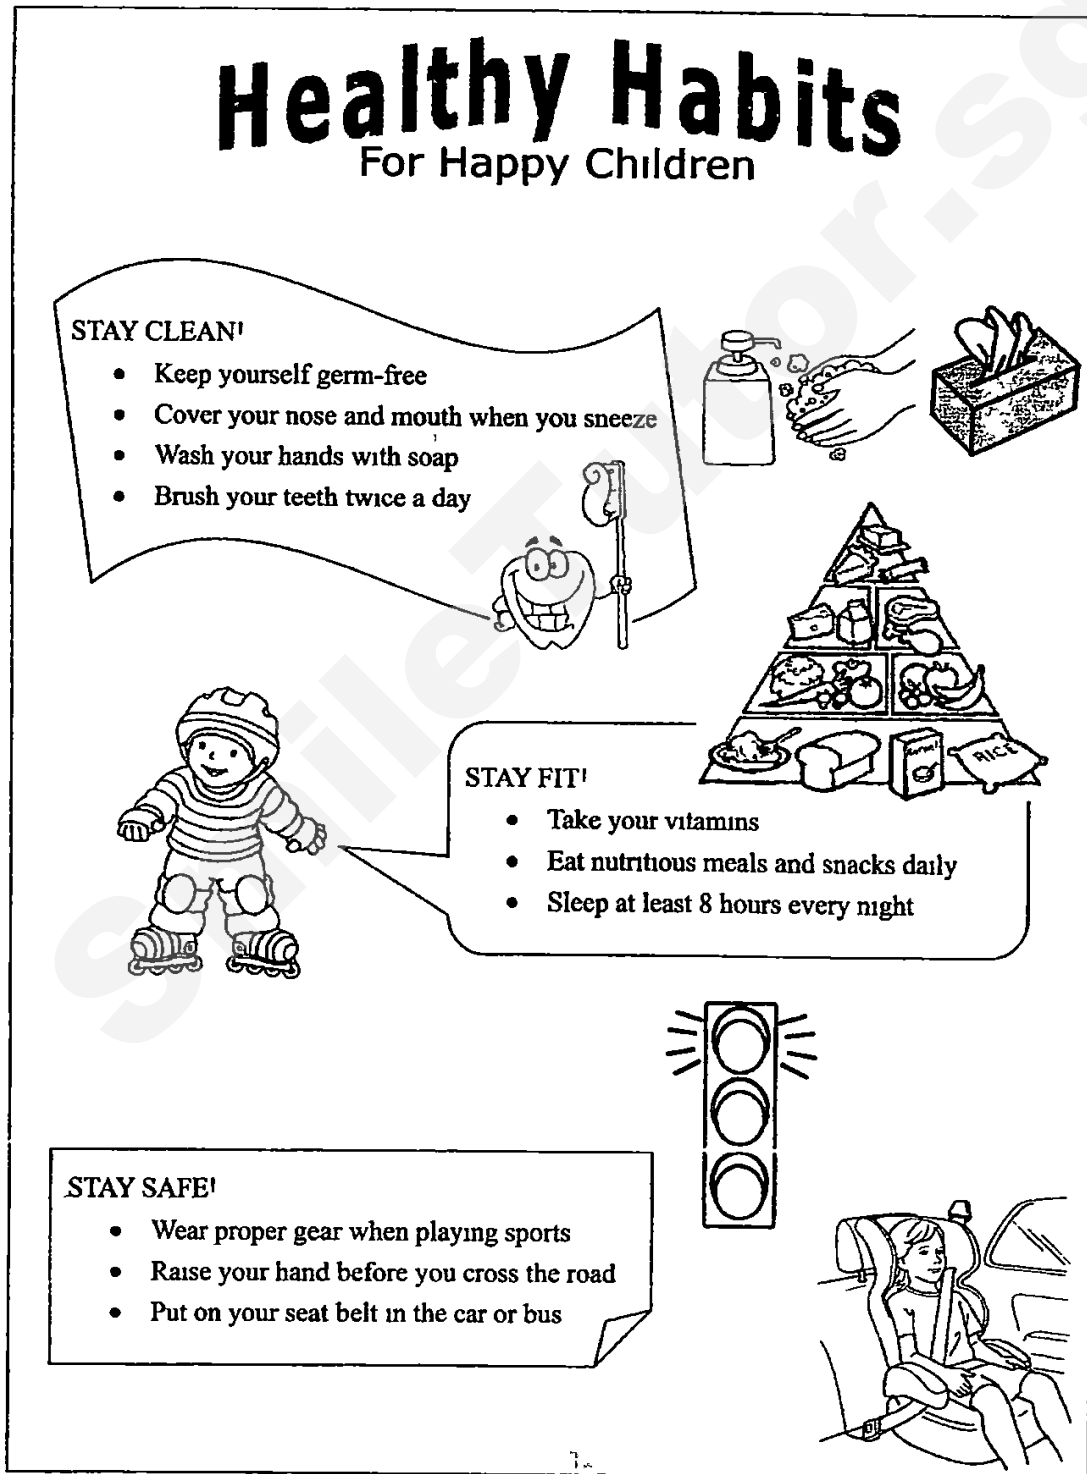 Healthy Habits
For Happy Children
STAY CLEAN!
• Keep yourself germ-free
• Cover your nose and mouth when you sneeze
• Wash your hands with soap
• Brush your teeth twice a day
STAY FIT!
• Take your vitamins
• Eat nutritious meals and snacks daily
• Sleep at least 8 hours every night
RICE
STAY SAFE!
• Wear proper gear when playing sports
• Raise your hand before you cross the road
• Put on your seat belt in the car or bus
SmileTutor.sg